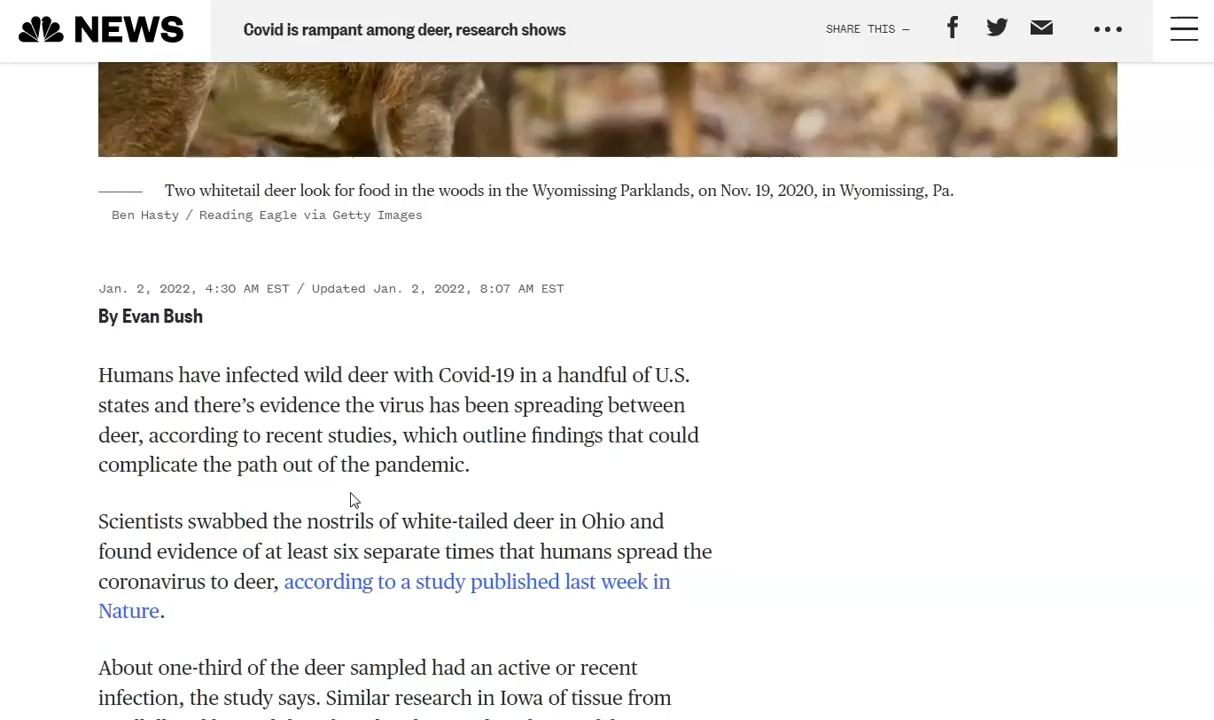 NEWS
Covid is rampant among deer, research shows
SHARE THIS —
Two whitetail deer look for food in the woods in the Wyomissing Parklands, on Nov. 19, 2020, in Wyomissing, Pa.
Ben Hasty / Reading Eagle via Getty Images
Jan. 2, 2022, 4:30 AM EST / Updated Jan. 2, 2022, 8:07 AM EST
By Evan Bush
Humans have infected wild deer with Covid-19 in a handful of U.S.
states and there’s evidence the virus has been spreading between
deer, according to recent studies, which outline findings that could
complicate the path out of the pandemic.
Scientists swabbed the nostrils of white-tailed deer in Ohio and
found evidence of at least six separate times that humans spread the
coronavirus to deer, according to a study published last week in
Nature.
About one-third of the deer sampled had an active or recent
infection, the study says. Similar research in Iowa of tissue from